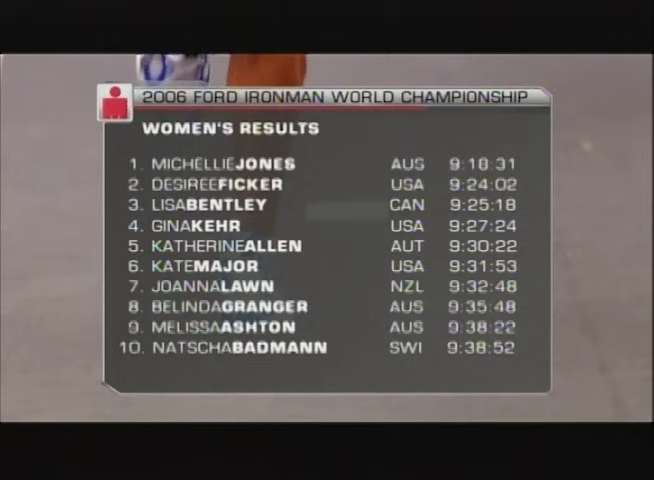 2006 FORD IRONMAN WORLD CHAMPIONSHIP
WOMEN'S RESULTS
1. MICHELLIEJONES AUS 9:18:31
2. DESIREEFICKER USA 9:24:02
3. LISABENTLEY CAN 9:25:18
4. GINAKEHR USA 9:27:24
5. KATHERINEALLEN AUT 9:30:22
6. KATEMAJOR USA 9:31:53
7. JOANNALAWN NZL 9:32:48
8. BELINDAGRANGER AUS 9:35:48
9. MELISSAASHTON AUS 9:38:22
10. NATSCHABADMANN SWI 9:38:52